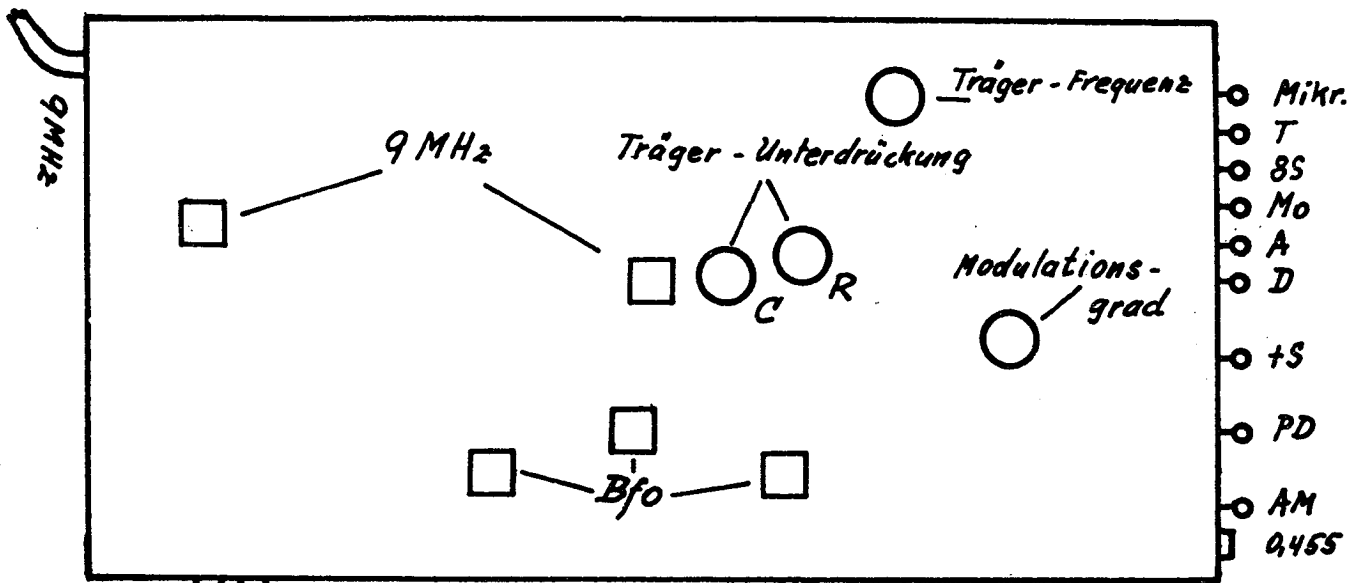 9MHz
9 MHz
Träger - Frequenz
Träger - Unterdrückung
C
R
Modulations-
grad
Bfo
Mikr.
T
8S
Mo
A
D
+S
PD
AM
0,455